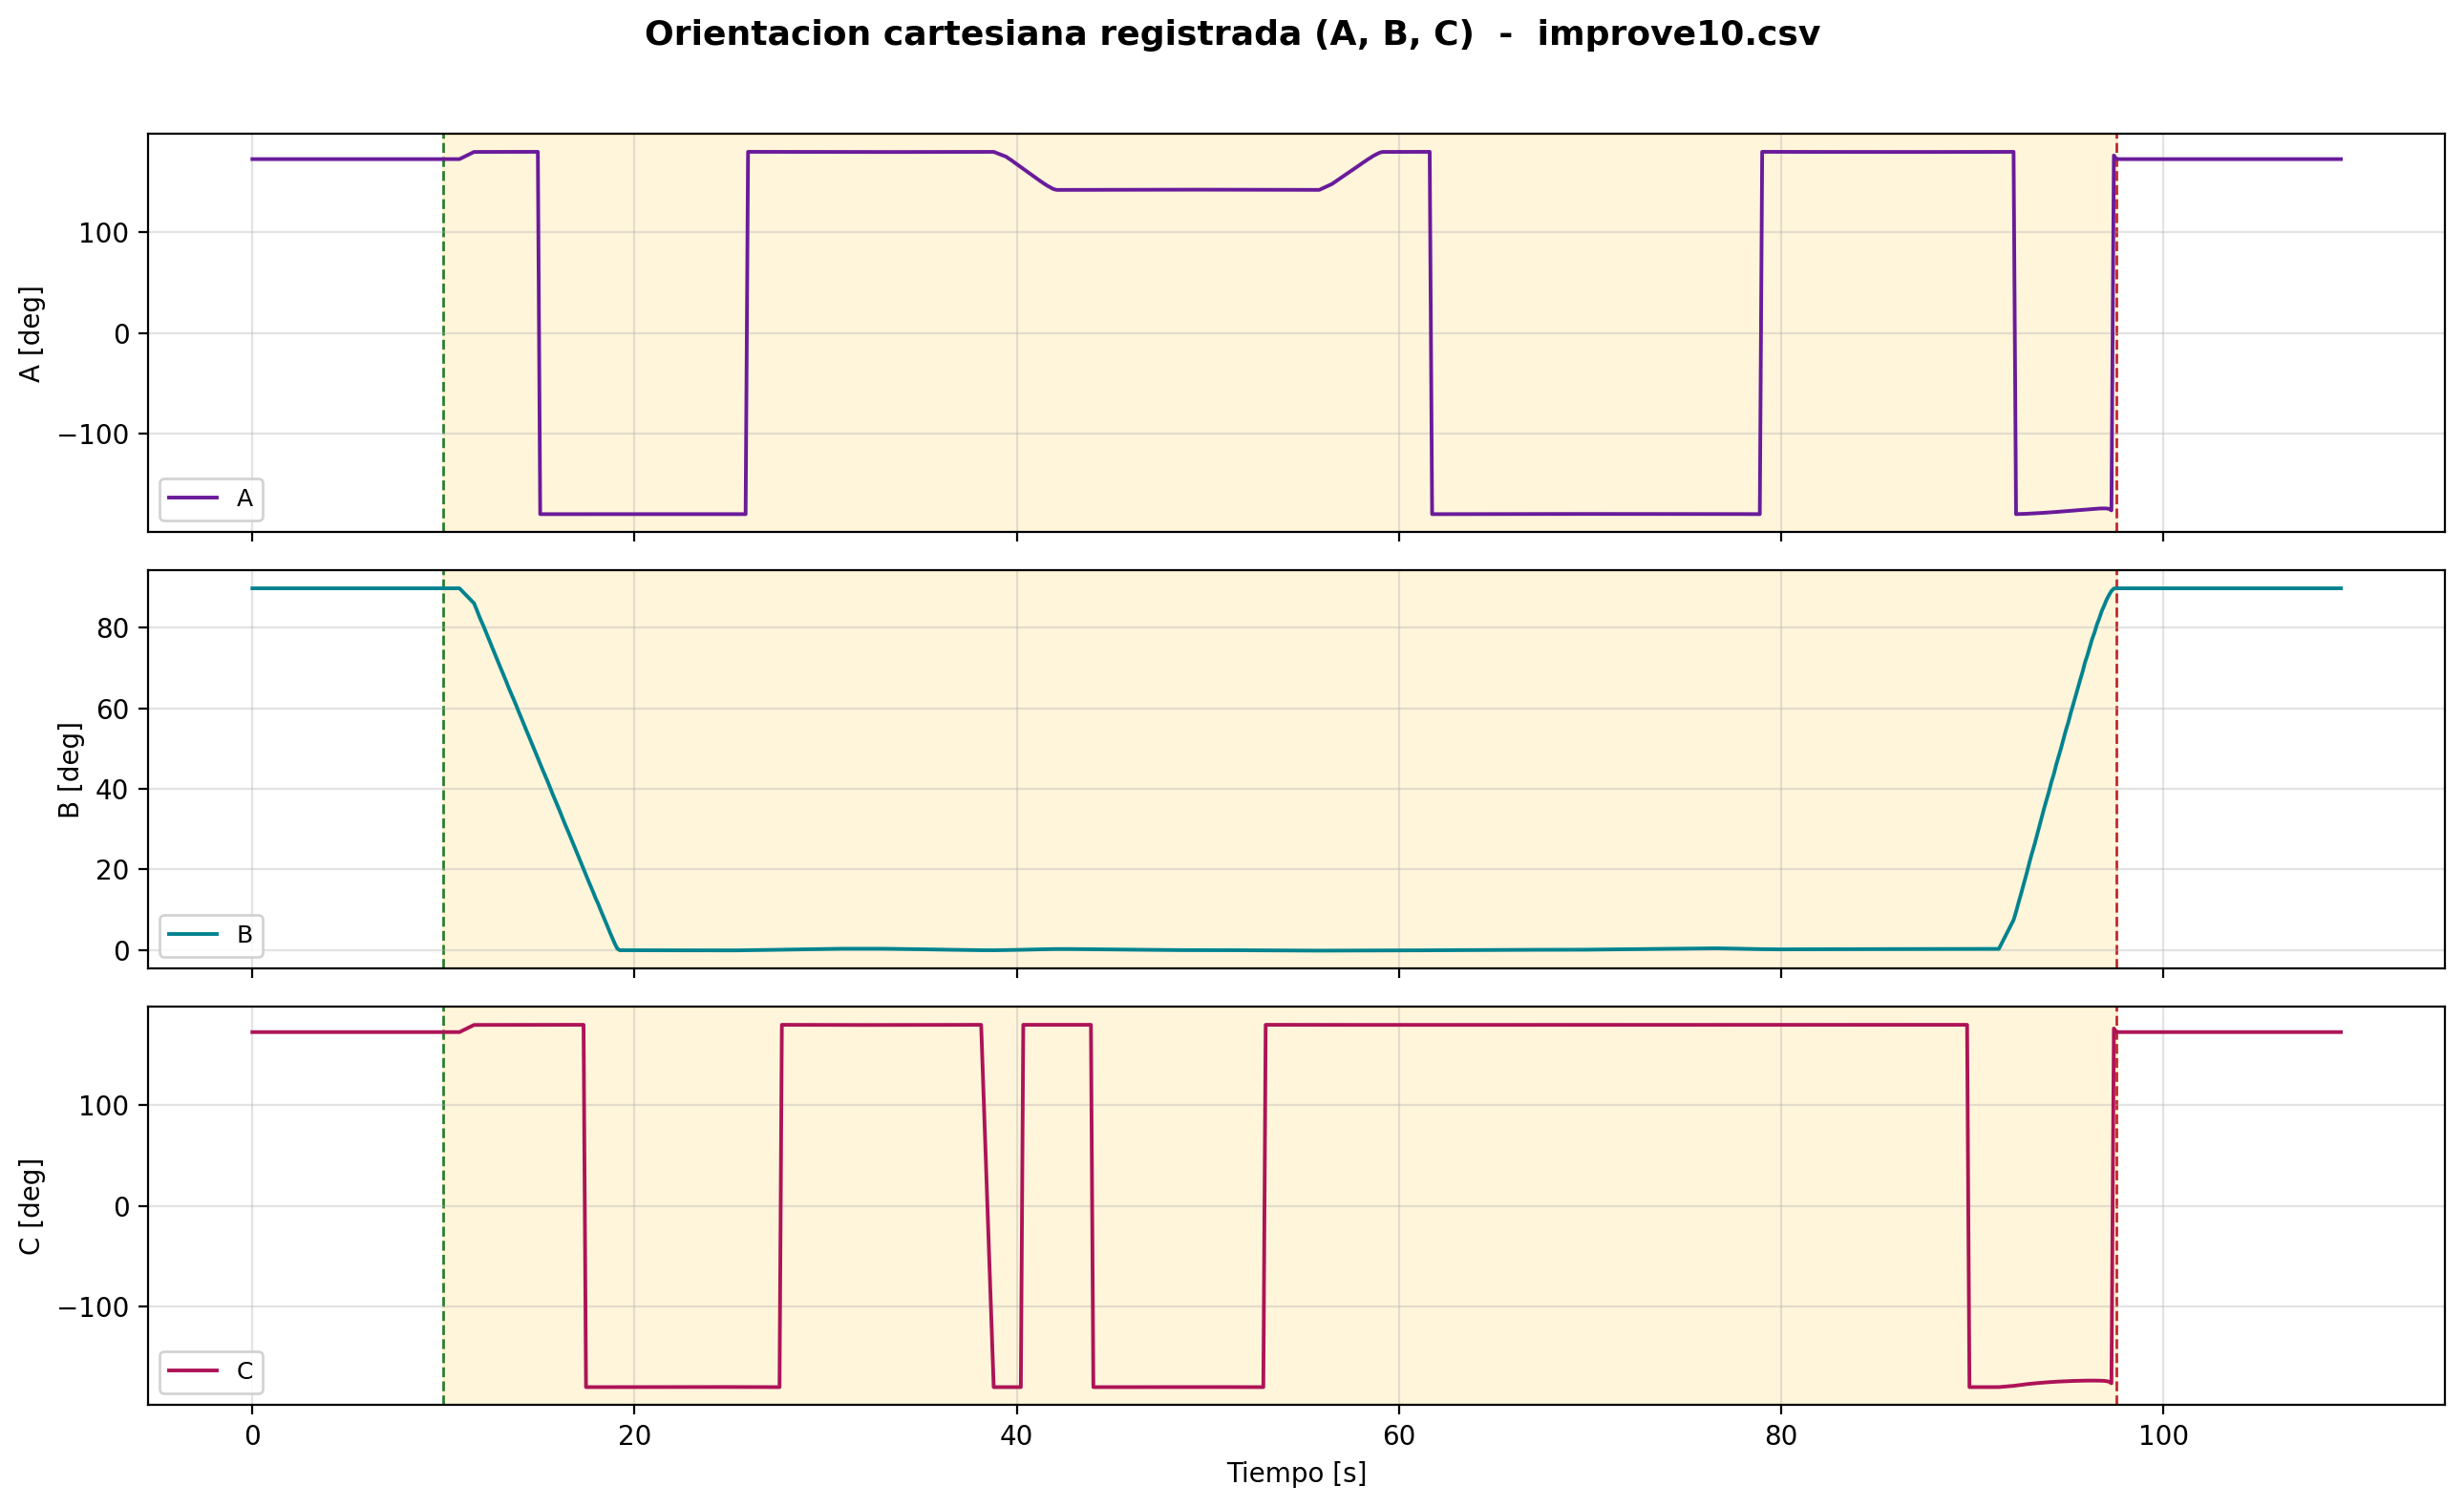 Orientacion cartesiana registrada (A, B, C)  -  improve10.csv
100
0
−100
A [deg]
A
80
60
40
20
0
B [deg]
B
100
0
−100
C [deg]
C
0 20 40 60 80 100
Tiempo [s]